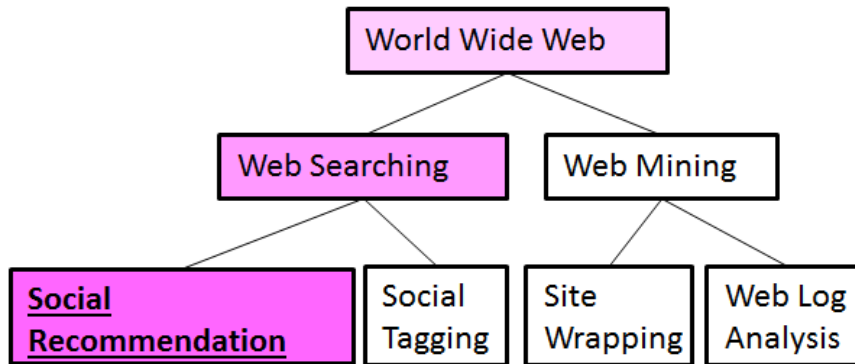 World Wide Web
Web Searching
Web Mining
Social
Recommendation
Social
Tagging
Site
Wrapping
Web Log
Analysis